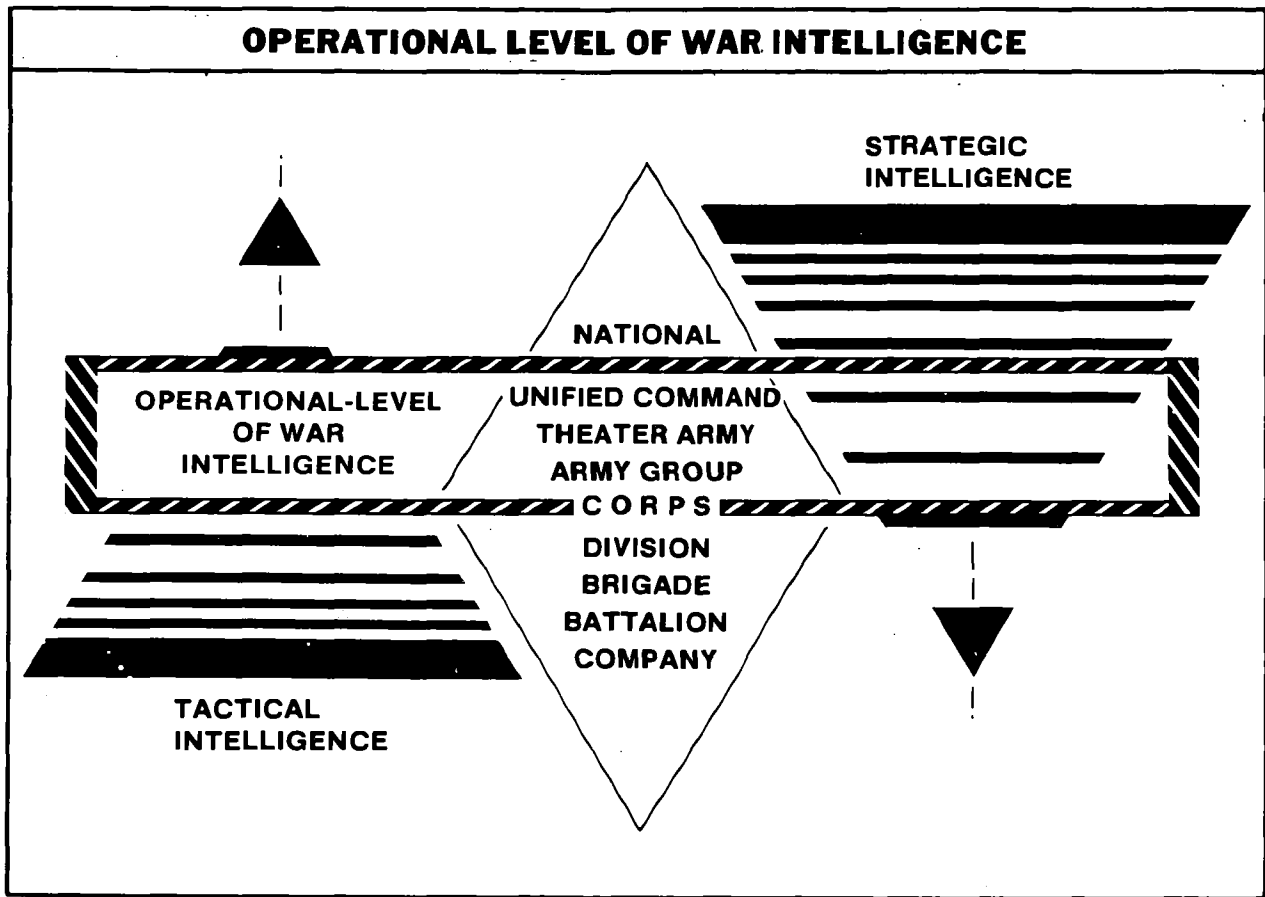 OPERATIONAL LEVEL OF WAR INTELLIGENCE
STRATEGIC
INTELLIGENCE
NATIONAL
OPERATIONAL-LEVEL
OF WAR
INTELLIGENCE
UNIFIED COMMAND
THEATER ARMY
ARMY GROUP
CORPS
DIVISION
BRIGADE
BATTALION
COMPANY
TACTICAL
INTELLIGENCE